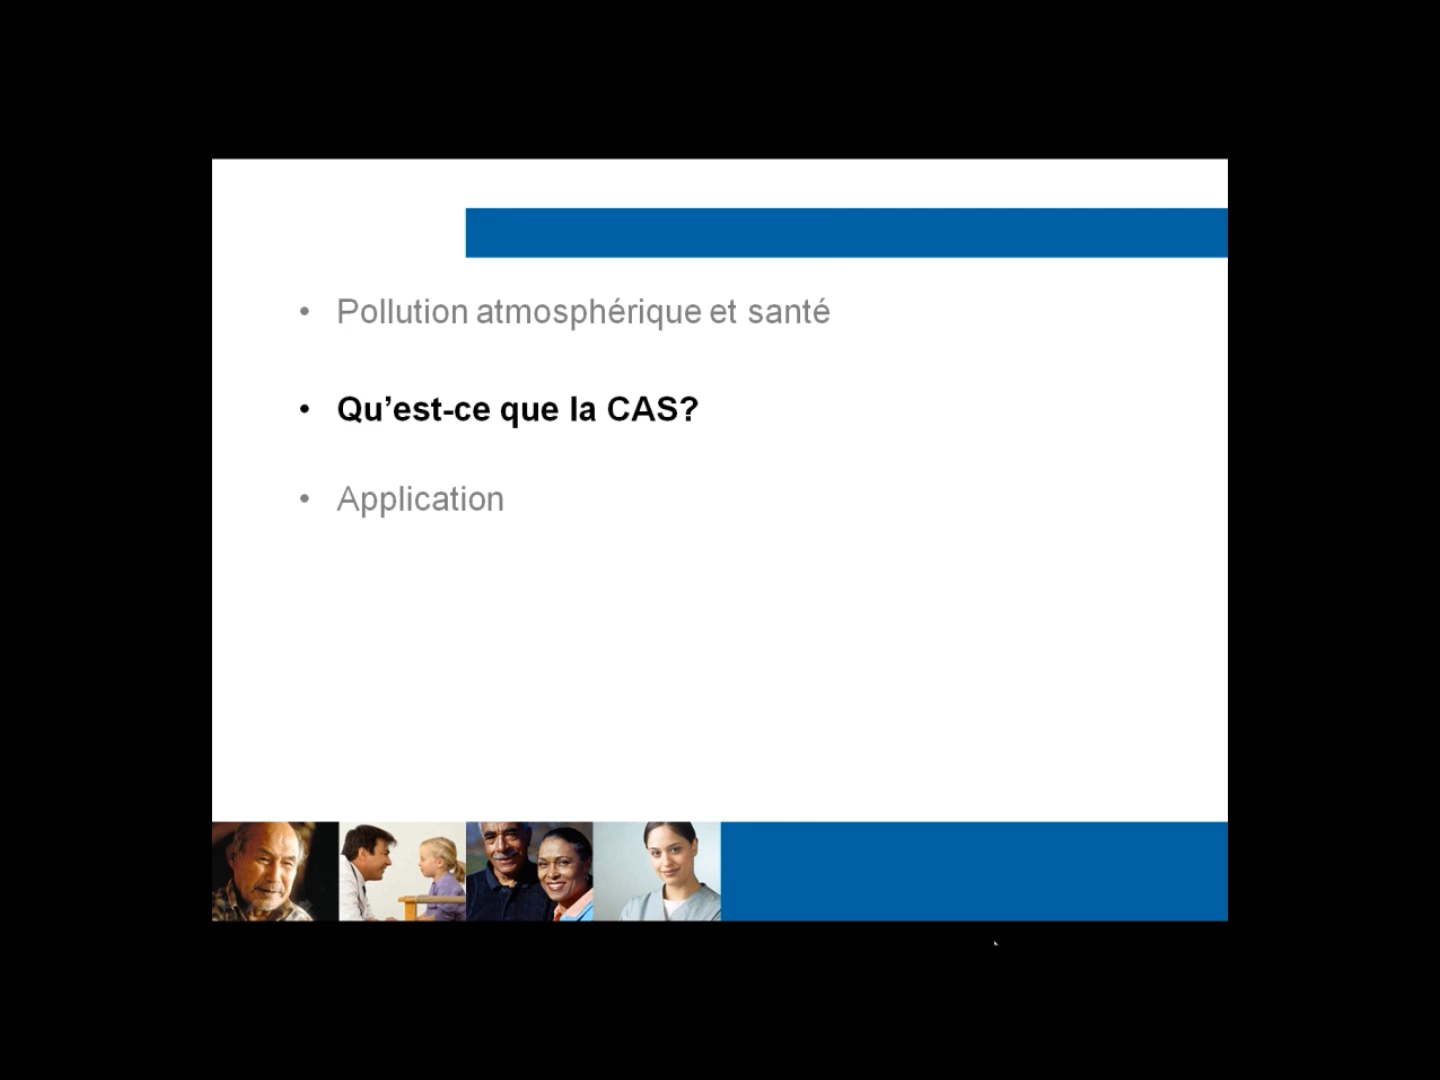 • Pollution atmosphérique et santé
• Qu’est-ce que la CAS?
• Application